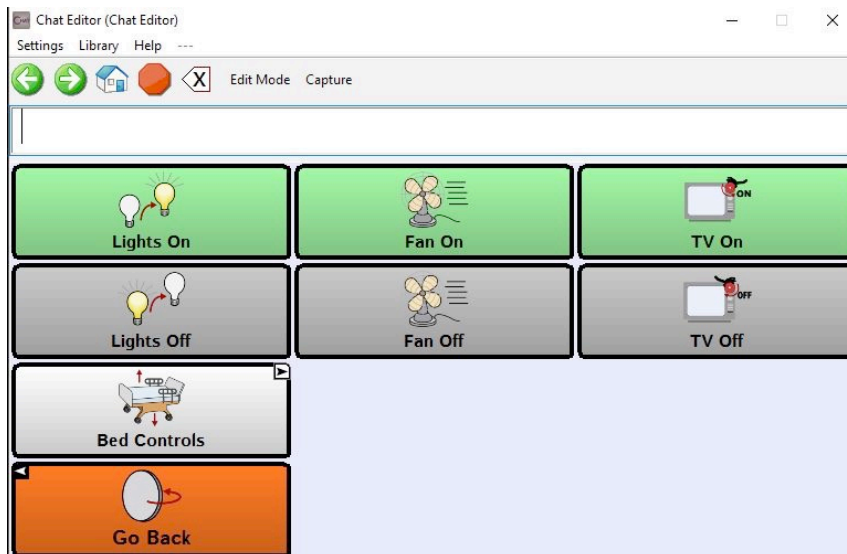 Chat Editor (Chat Editor)
Settings Library Help ---
X Edit Mode Capture
ON
Lights On Fan On TV On
OFF
Lights Off Fan Off TV Off
Bed Controls
Go Back